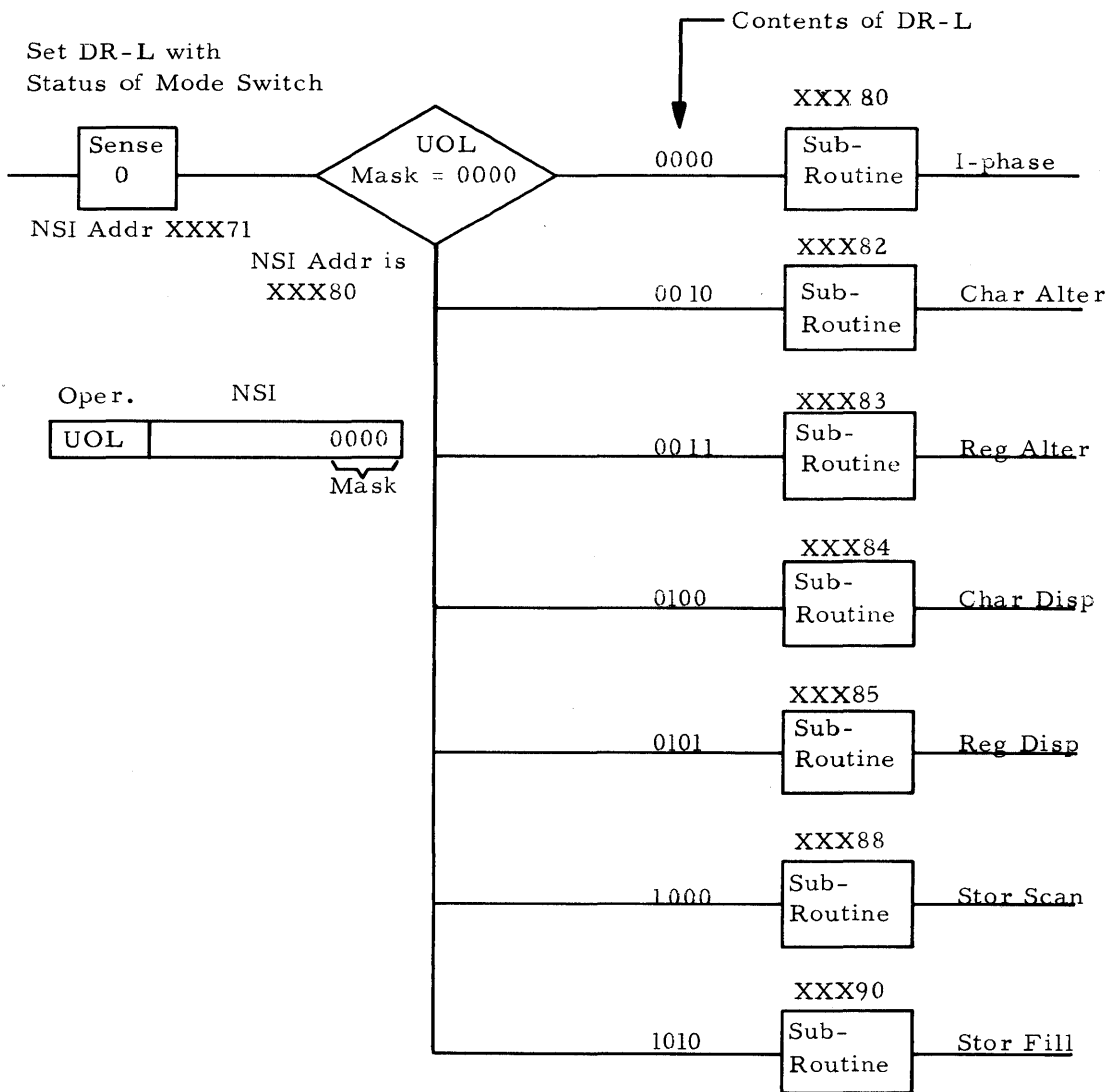 Contents of DR-L
Set DR-L with
Status of Mode Switch
Sense
0
NSI Addr XXX71
UOL
Mask = 0000
NSI Addr is
XXX80
Oper. NSI
UOL 0000
Mask
XXX 80
0000 Sub-
Routine I-phase
XXX82
0010 Sub-
Routine Char Alter
XXX83
0011 Sub-
Routine Reg Alter
XXX84
0100 Sub-
Routine Char Disp
XXX85
0101 Sub-
Routine Reg Disp
XXX88
1000 Sub-
Routine Stor Scan
XXX90
1010 Sub-
Routine Stor Fill